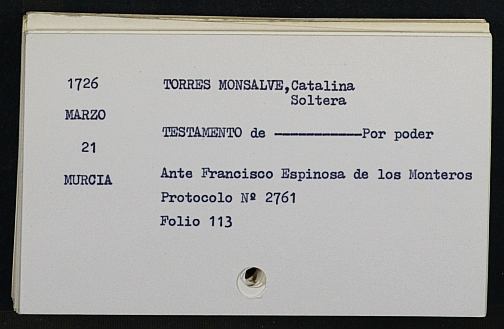 1726
TORRES MONSALVE,Catalina
Soltera
MARZO
TESTAMENTO de ———————————Por poder
21
MURCIA
Ante Francisco Espinosa de los Monteros
Protocolo Nº 2761
Folio 113